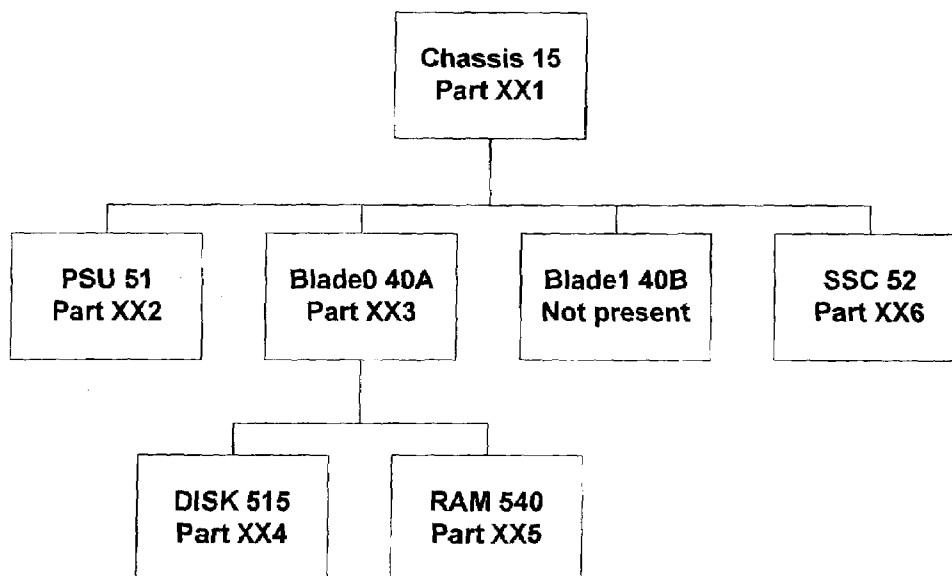 Chassis 15
Part XX1
PSU 51
Part XX2
Blade0 40A
Part XX3
Blade1 40B
Not present
SSC 52
Part XX6
DISK 515
Part XX4
RAM 540
Part XX5